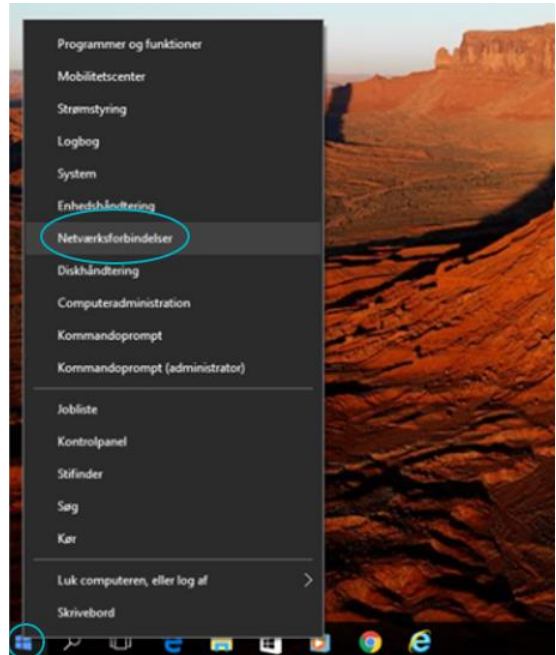 Programmer og funktioner
Mobilitetscenter
Strømstyring
Logbog
System
Enhedshåndtering
Netværksforbindelser
Diskhåndtering
Computeradministration
Kommandoprompt
Kommandoprompt (administrator)
Jobliste
Kontrolpanel
Stifinder
Søg
Kør
Luk computeren, eller log af
Skrivebord